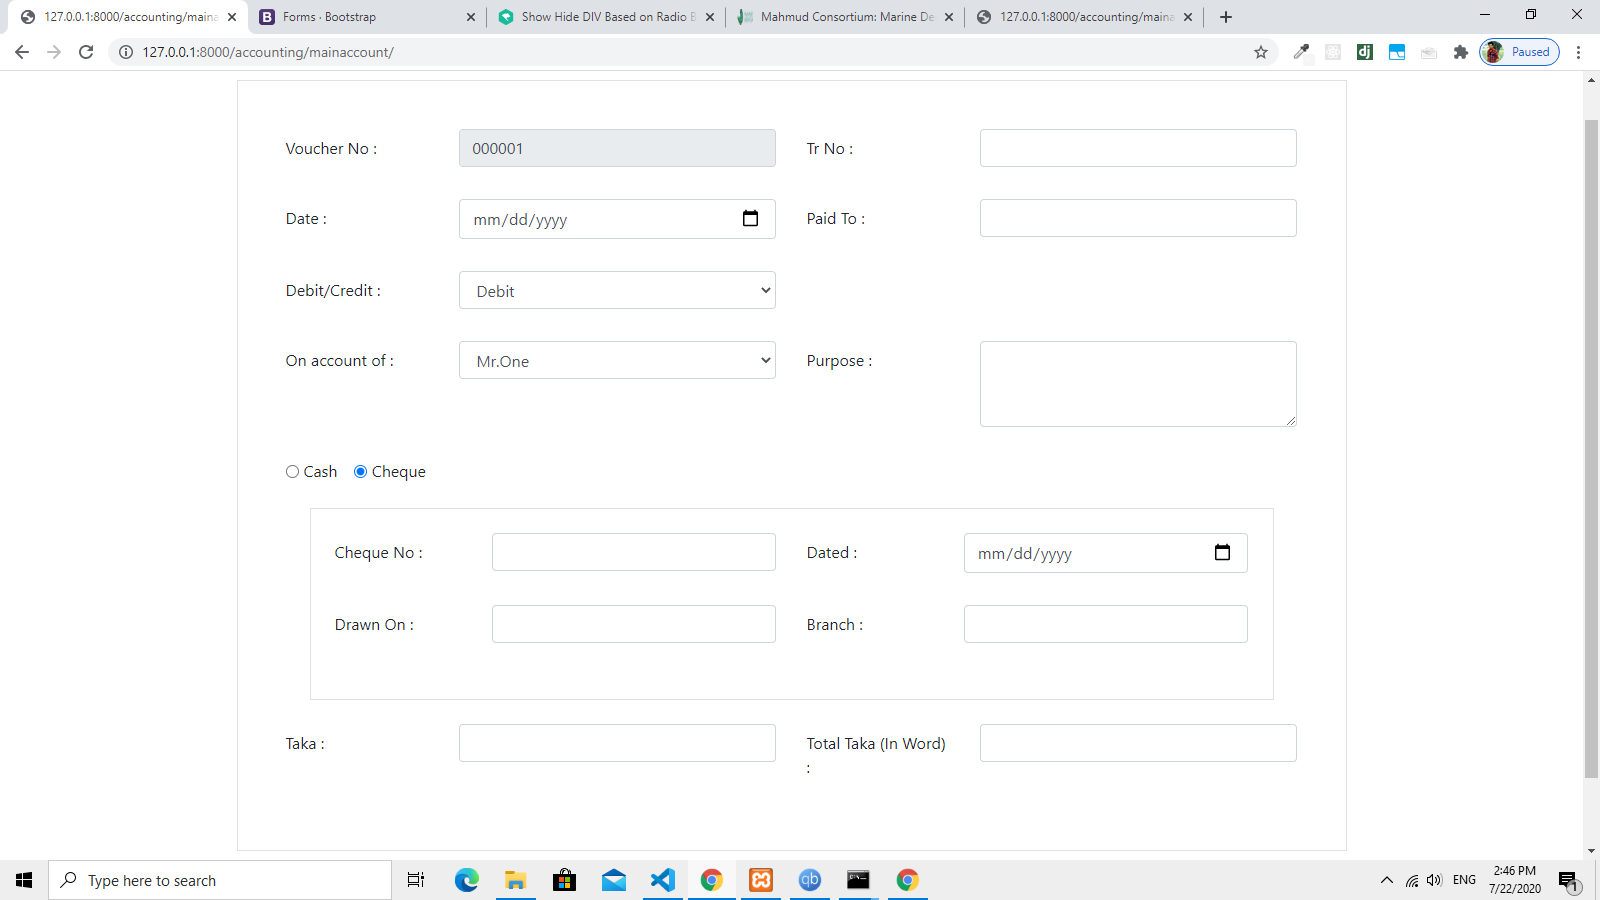 127.0.0.1:8000/accounting/maina
Forms · Bootstrap
Show Hide DIV Based on Radio B
Mahmud Consortium: Marine De
127.0.0.1:8000/accounting/maina
127.0.0.1:8000/accounting/mainaccount/
dj
Paused
Voucher No :
000001
Tr No :
Date :
mm/dd/yyyy
Paid To :
Debit/Credit :
Debit
On account of :
Mr.One
Purpose :
Cash
Cheque
Cheque No :
Dated :
mm/dd/yyyy
Drawn On :
Branch :
Taka :
Total Taka (In Word)
:
Type here to search
qb
ENG
2:46 PM
7/22/2020
1